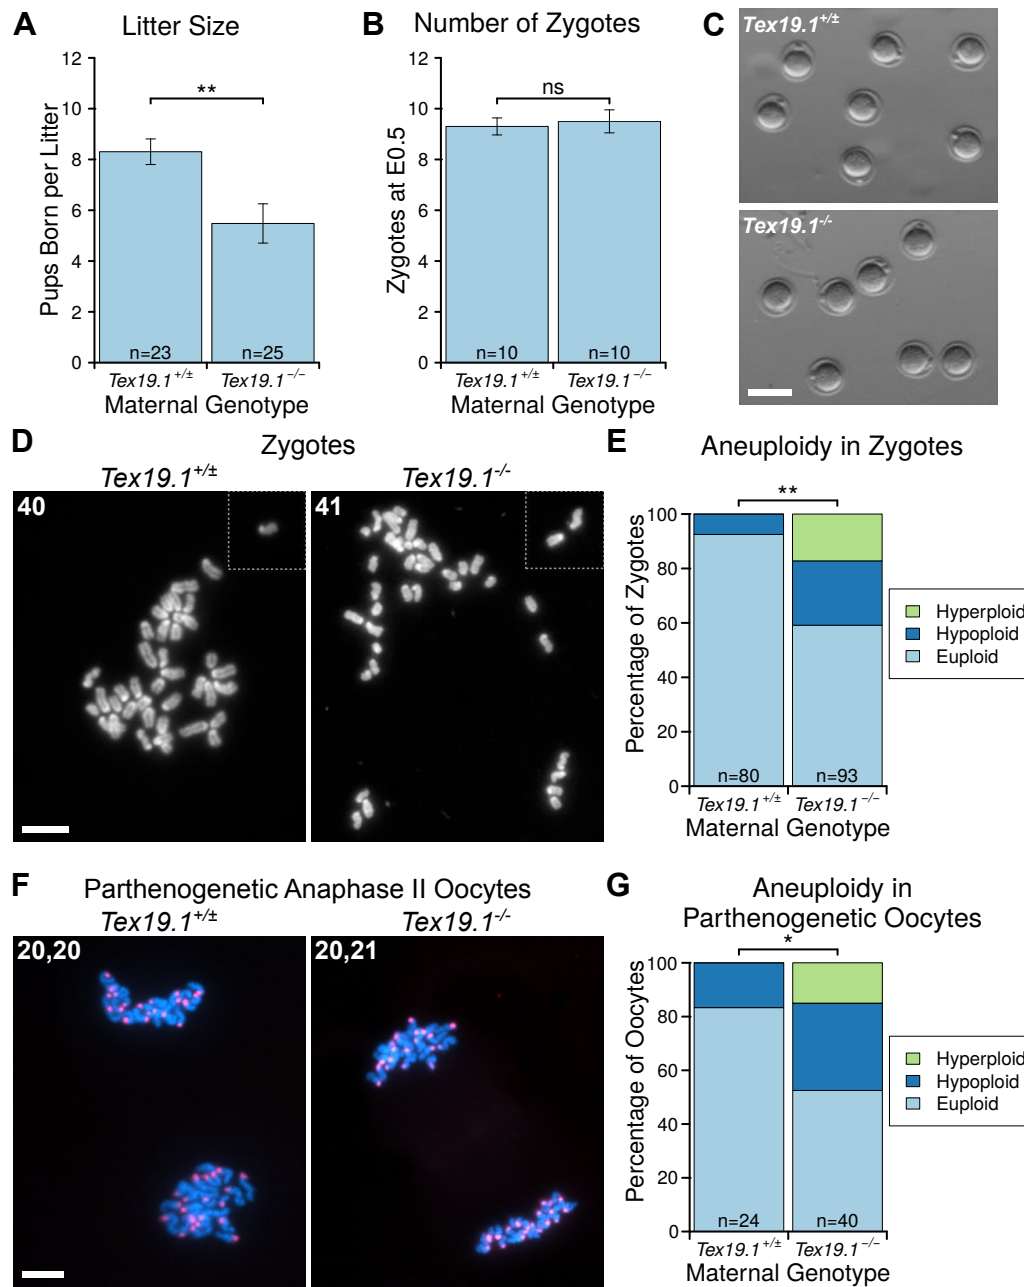 A
Litter Size
Pups Born per Litter
12
10
8
6
4
2
0
**
n=23
n=25
Tex19.1 +/±
Tex19.1 −/−
Maternal Genotype
B
Number of Zygotes
Zygotes at E0.5
12
10
8
6
4
2
0
ns
n=10
n=10
Tex19.1 +/±
Tex19.1 −/−
Maternal Genotype
C
Tex19.1+/±
Tex19.1-/-
D
Zygotes
Tex19.1+/±
Tex19.1-/-
40
41
E
Aneuploidy in Zygotes
**
Percentage of Zygotes
100
80
60
40
20
0
n=80
n=93
Tex19.1+/±
Tex19.1−/−
Maternal Genotype
Hyperploid
Hypoploid
Euploid
F
Parthenogenetic Anaphase II Oocytes
Tex19.1+/±
Tex19.1-/-
20,20
20,21
G
Aneuploidy in
Parthenogenetic Oocytes
*
Percentage of Oocytes
100
80
60
40
20
0
n=24
n=40
Tex19.1+/±
Tex19.1−/−
Maternal Genotype
Hyperploid
Hypoploid
Euploid